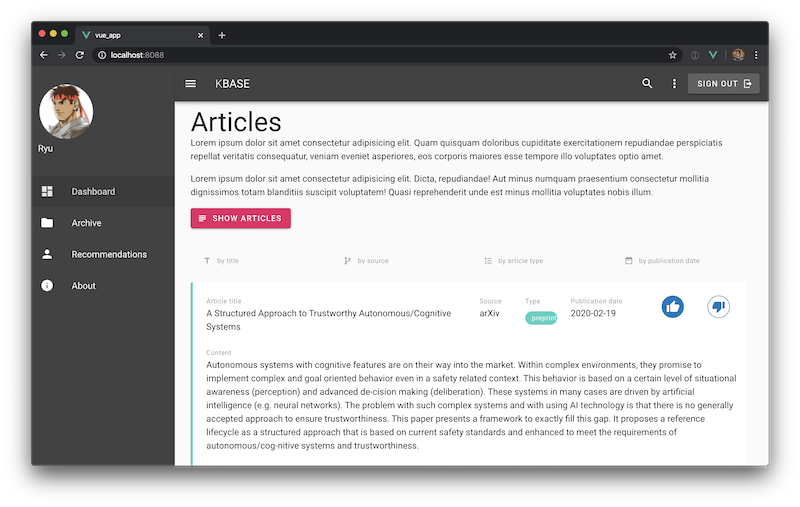 vue_app
localhost:8088
KBASE
SIGN OUT
Ryu
Dashboard
Archive
Recommendations
About
Articles
Lorem ipsum dolor sit amet consectetur adipisicing elit. Quam quisquam doloribus cupiditate exercitationem repudiandae perspiciatis
repellat veritatis consequatur, veniam eveniet asperiores, eos corporis maiores esse tempore illo voluptates optio amet.
Lorem ipsum dolor sit amet consectetur adipisicing elit. Dicta, repudiandae! Aut minus numquam praesentium consectetur mollitia
dignissimos totam blanditiis suscipit voluptatem! Quasi reprehenderit unde est minus mollitia voluptates nobis illum.
SHOW ARTICLES
by title
by source
by article type
by publication date
Article title
A Structured Approach to Trustworthy Autonomous/Cognitive
Systems
Source
arXiv
Type
preprint
Publication date
2020-02-19
Content
Autonomous systems with cognitive features are on their way into the market. Within complex environments, they promise to
implement complex and goal oriented behavior even in a safety related context. This behavior is based on a certain level of situational
awareness (perception) and advanced de-cision making (deliberation). These systems in many cases are driven by artificial
intelligence (e.g. neural networks). The problem with such complex systems and with using AI technology is that there is no generally
accepted approach to ensure trustworthiness. This paper presents a framework to exactly fill this gap. It proposes a reference
lifecycle as a structured approach that is based on current safety standards and enhanced to meet the requirements of
autonomous/cog-nitive systems and trustworthiness.